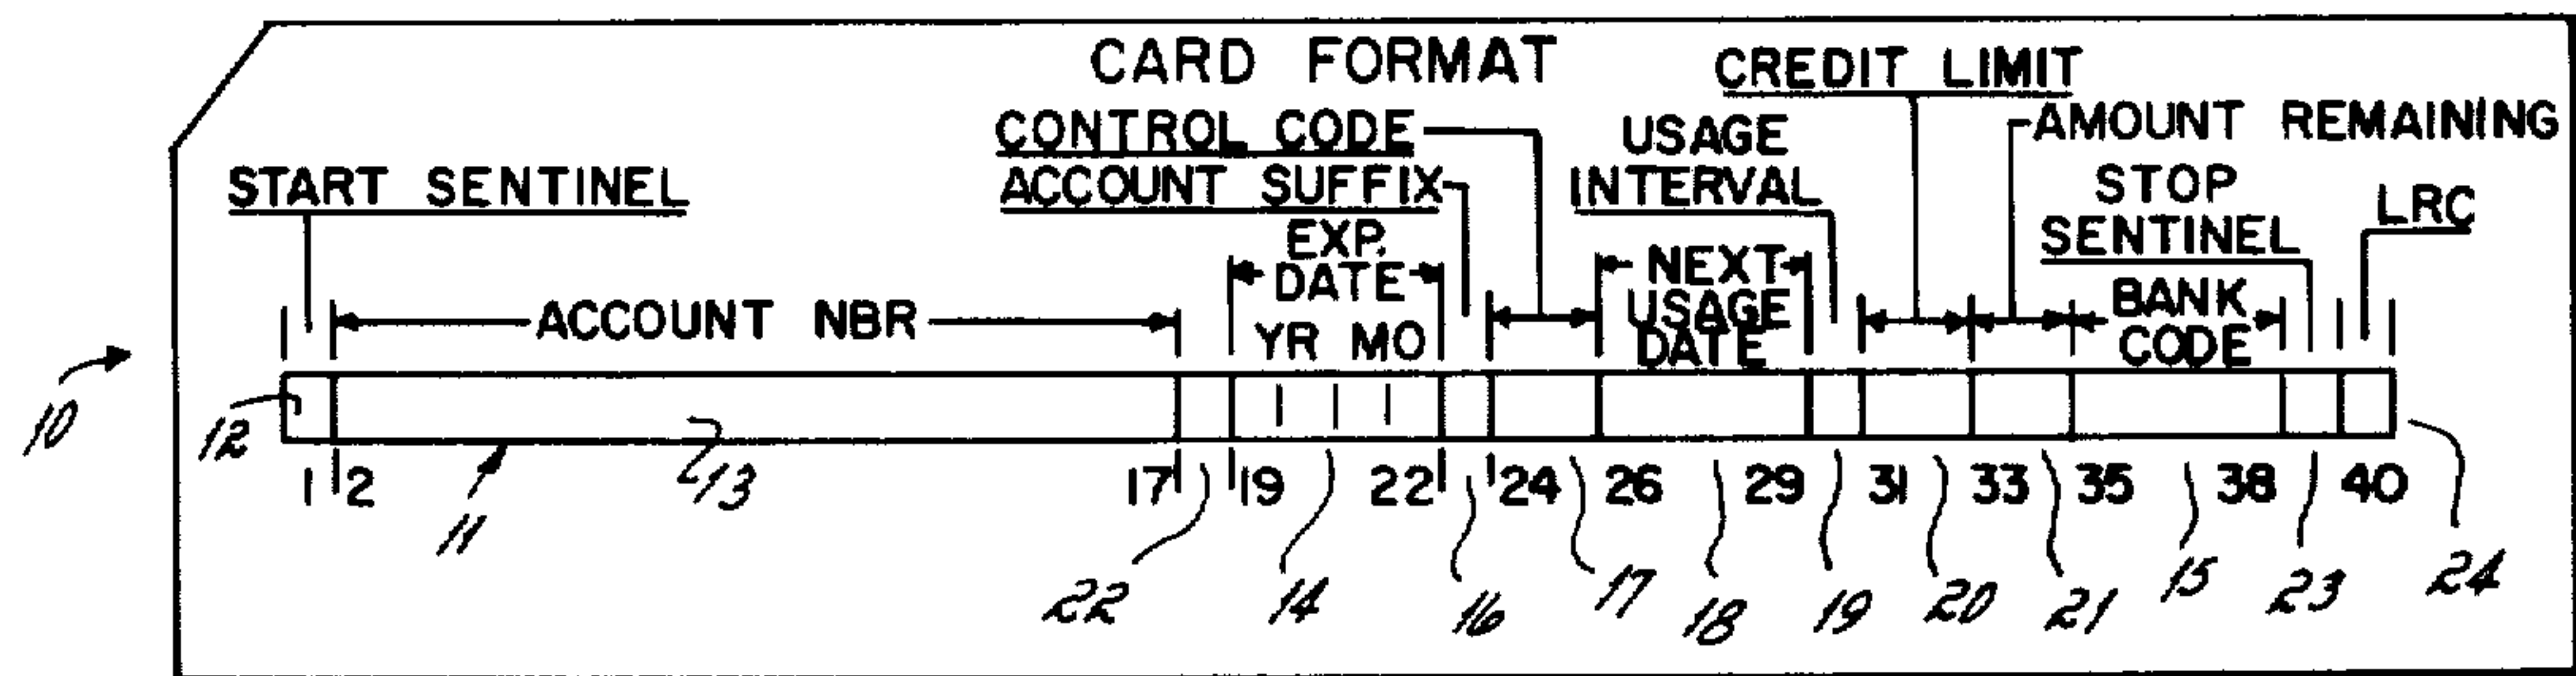 CARD FORMAT
CREDIT LIMIT
CONTROL CODE
USAGE INTERVAL
AMOUNT REMAINING
START SENTINEL
ACCOUNT SUFFIX
STOP SENTINEL
LRC
EXP. DATE
NEXT USAGE DATE
BANK CODE
ACCOUNT NBR
YR MO
10
12
1 2 17 19 22 24 26 29 31 33 35 38 40
11 13
22 14 16 17 18 19 20 21 15 23 24